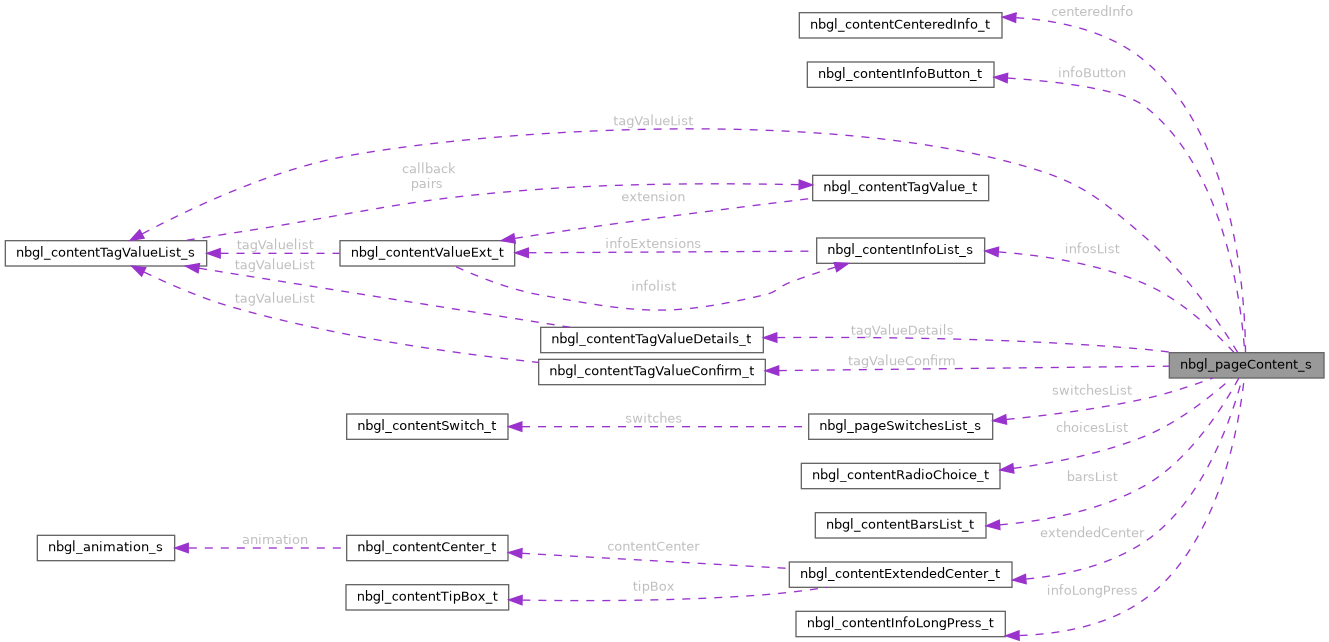 centeredInfo
nbgl_contentCenteredInfo_t
infoButton
nbgl_contentInfoButton_t
tagValueList
callback
pairs
nbgl_contentTagValue_t
extension
nbgl_contentTagValueList_s
tagValuelist
nbgl_contentValueExt_t
infoExtensions
nbgl_contentInfoList_s
infosList
tagValueList
infolist
tagValueList
nbgl_contentTagValueDetails_t
tagValueDetails
nbgl_contentTagValueConfirm_t
tagValueConfirm
nbgl_pageContent_s
switchesList
nbgl_contentSwitch_t
switches
nbgl_pageSwitchesList_s
choicesList
nbgl_contentRadioChoice_t
barsList
nbgl_contentBarsList_t
extendedCenter
nbgl_animation_s
animation
nbgl_contentCenter_t
contentCenter
nbgl_contentExtendedCenter_t
tipBox
nbgl_contentTipBox_t
infoLongPress
nbgl_contentInfoLongPress_t